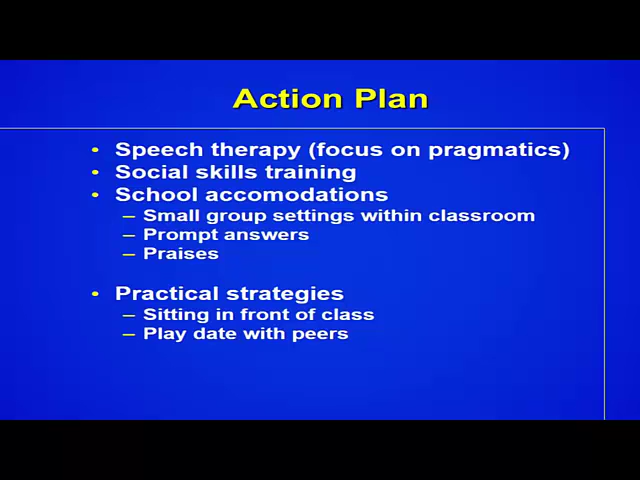 Action Plan
• Speech therapy (focus on pragmatics)
• Social skills training
• School accomodations
– Small group settings within classroom
– Prompt answers
– Praises
• Practical strategies
– Sitting in front of class
– Play date with peers